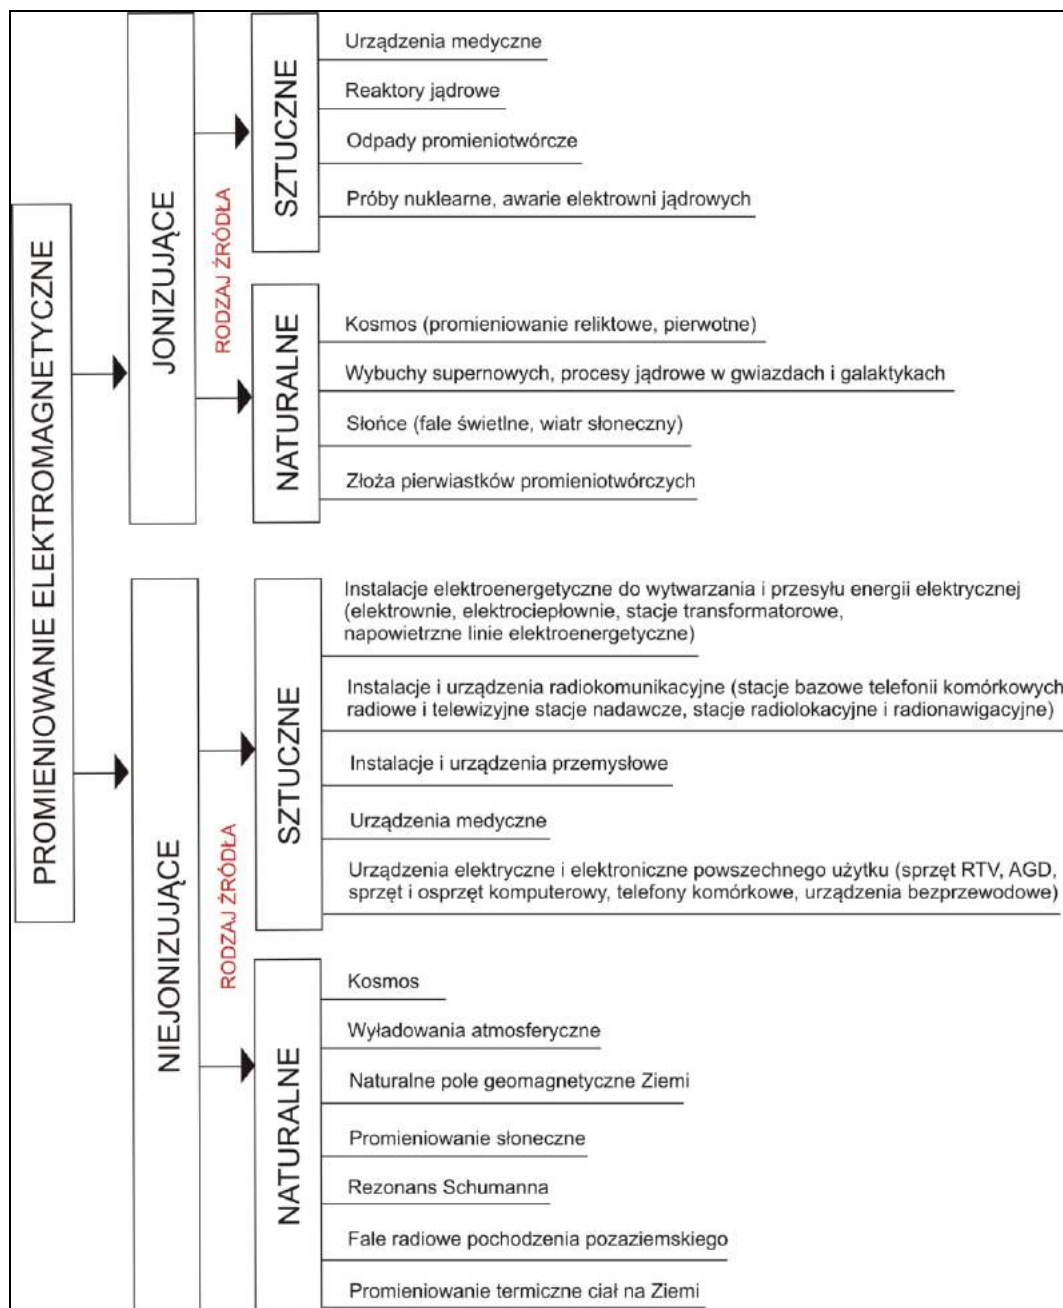 PROMIENIOWANIE ELEKTROMAGNETYCZNE
JONIZUJĄCE
RODZAJ ŹRÓDŁA
SZTUCZNE
Urządzenia medyczne
Reaktory jądrowe
Odpady promieniotwórcze
Próby nuklearne, awarie elektrowni jądrowych
NATURALNE
Kosmos (promieniowanie reliktowe, pierwotne)
Wybuchy supernowych, procesy jądrowe w gwiazdach i galaktykach
Słońce (fale świetlne, wiatr słoneczny)
Złoża pierwiastków promieniotwórczych
NIEJONIZUJĄCE
RODZAJ ŹRÓDŁA
SZTUCZNE
Instalacje elektroenergetyczne do wytwarzania i przesyłu energii elektrycznej
(elektrownie, elektrociepłownie, stacje transformatorowe,
napowietrzne linie elektroenergetyczne)
Instalacje i urządzenia radiokomunikacyjne (stacje bazowe telefonii komórkowych
radiowe i telewizyjne stacje nadawcze, stacje radiolokacyjne i radionawigacyjne)
Instalacje i urządzenia przemysłowe
Urządzenia medyczne
Urządzenia elektryczne i elektroniczne powszechnego użytku (sprzęt RTV, AGD,
sprzęt i osprzęt komputerowy, telefony komórkowe, urządzenia bezprzewodowe)
NATURALNE
Kosmos
Wyładowania atmosferyczne
Naturalne pole geomagnetyczne Ziemi
Promieniowanie słoneczne
Rezonans Schumanna
Fale radiowe pochodzenia pozaziemskiego
Promieniowanie termiczne ciał na Ziemi